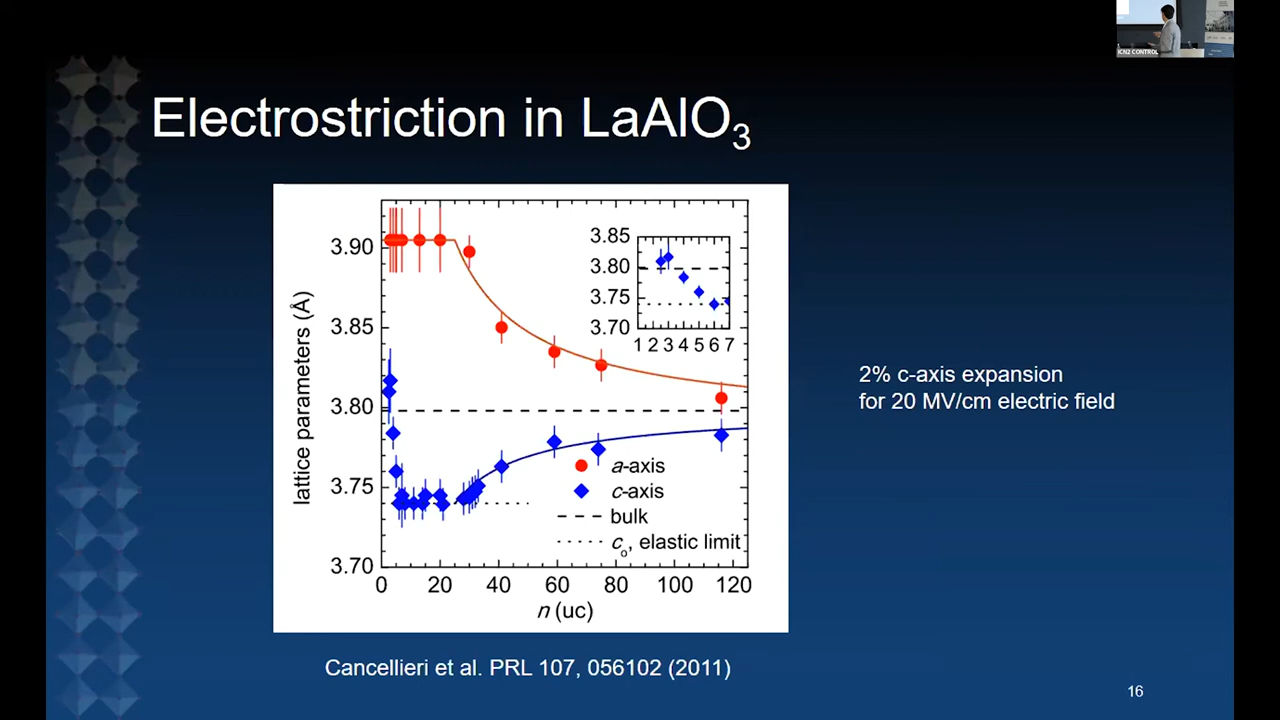 ICN2 CONTROL
Electrostriction in LaAlO₃
3.90
3.85
3.80
3.75
3.70
lattice parameters (Å)
0 20 40 60 80 100 120
n (uc)
3.85
3.80
3.75
3.70
1 2 3 4 5 6 7
a-axis
c-axis
bulk
c₀, elastic limit
2% c-axis expansion
for 20 MV/cm electric field
Cancellieri et al. PRL 107, 056102 (2011)
16